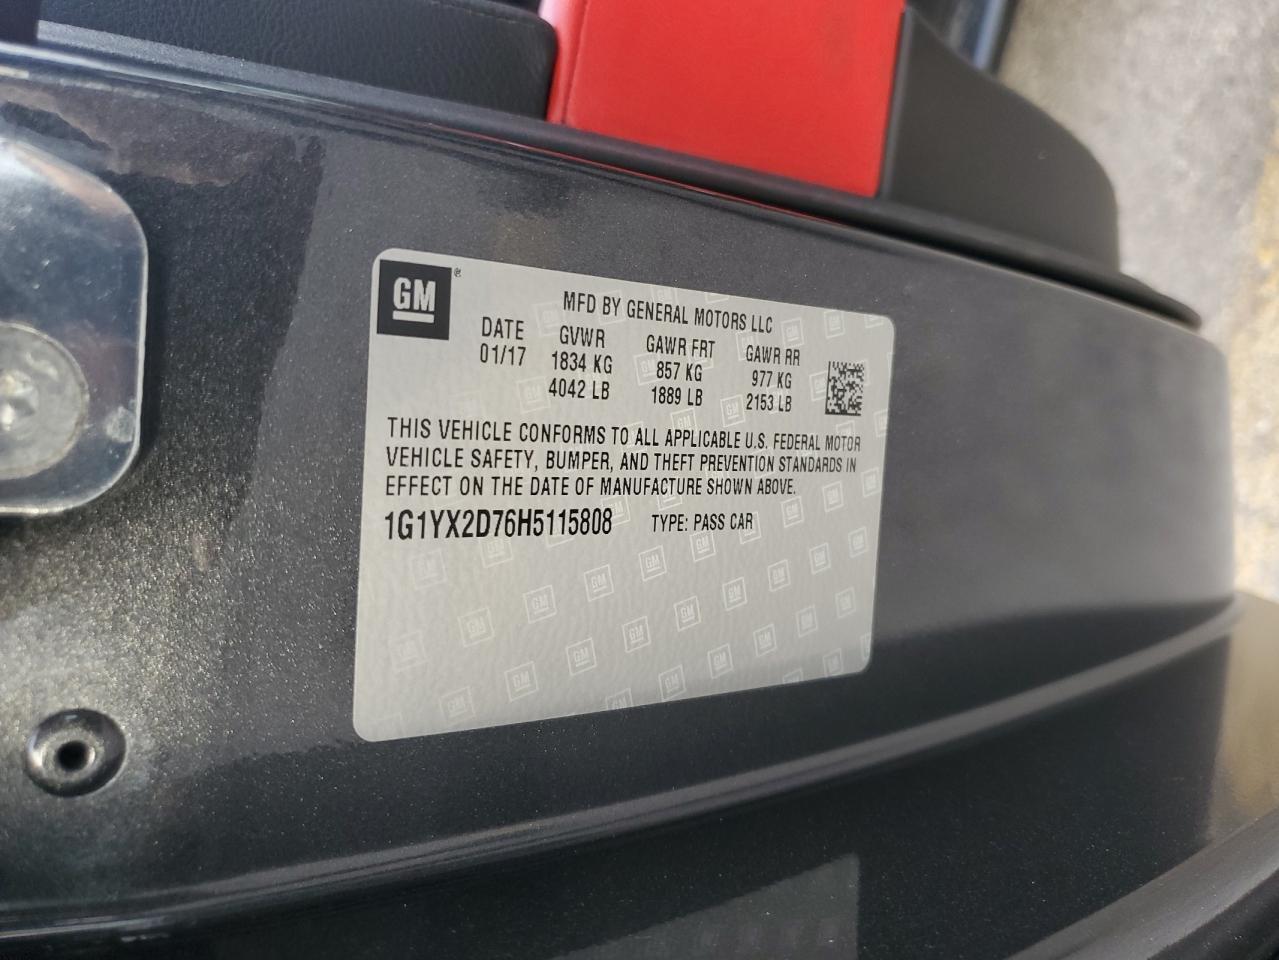 GM
MFD BY GENERAL MOTORS LLC
DATE GVWR GAWR FRT GAWR RR
01/17 1834 KG 857 KG 977 KG
4042 LB 1889 LB 2153 LB
THIS VEHICLE CONFORMS TO ALL APPLICABLE U.S. FEDERAL MOTOR
VEHICLE SAFETY, BUMPER, AND THEFT PREVENTION STANDARDS IN
EFFECT ON THE DATE OF MANUFACTURE SHOWN ABOVE.
1G1YX2D76H5115808 TYPE: PASS CAR